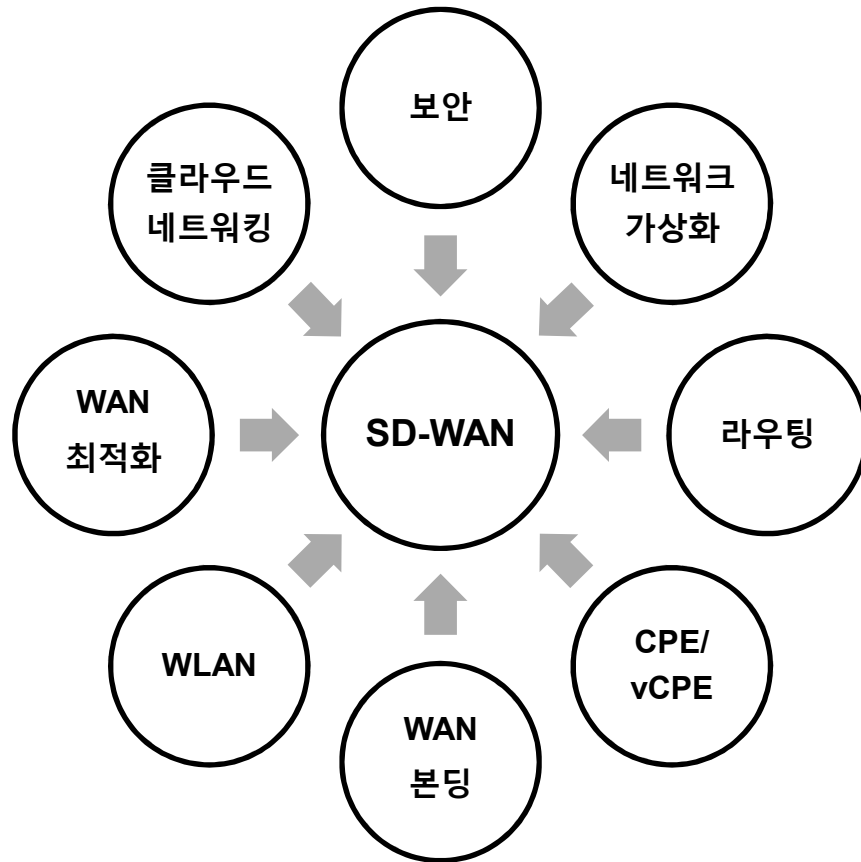 보안
클라우드
네트워킹
네트워크
가상화
WAN
최적화
SD-WAN
라우팅
WLAN
CPE/
vCPE
WAN
본딩